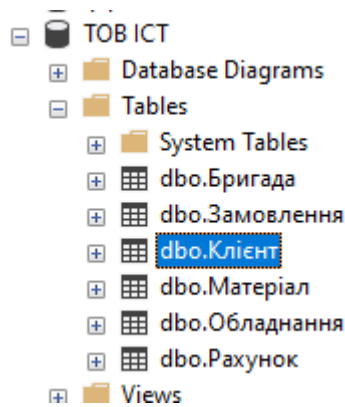 ТОВ ІСТ
Database Diagrams
Tables
System Tables
dbo.Бригада
dbo.Замовлення
dbo.Клієнт
dbo.Матеріал
dbo.Обладнання
dbo.Рахунок
Views